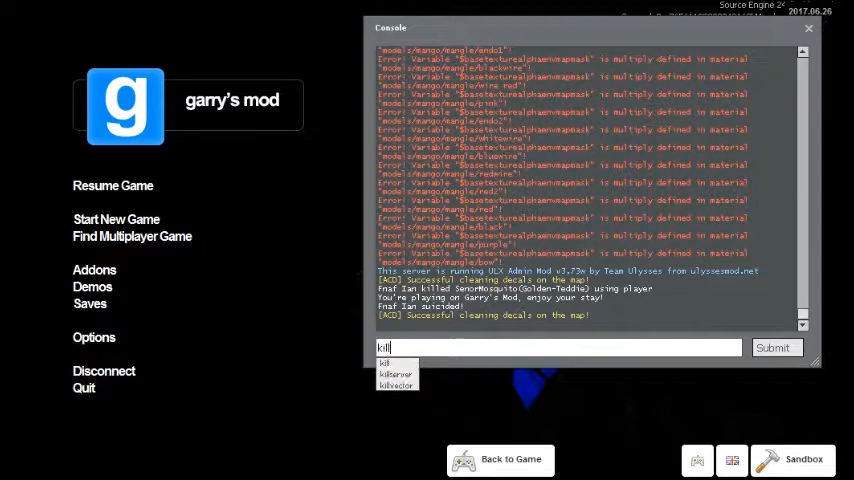 Source Engine 24
2017.06.26
Console
g
garry's mod
Resume Game
Start New Game
Find Multiplayer Game
Addons
Demos
Saves
Options
Disconnect
Quit
"models/mango/mangle/endo1"!
Error! Variable "$basetexturealphaenvmapmask" is multiply defined in material
"models/mango/mangle/blackwire"!
Error! Variable "$basetexturealphaenvmapmask" is multiply defined in material
"models/mango/mangle/wire red"!
Error! Variable "$basetexturealphaenvmapmask" is multiply defined in material
"models/mango/mangle/pink"!
Error! Variable "$basetexturealphaenvmapmask" is multiply defined in material
"models/mango/mangle/endo2"!
Error! Variable "$basetexturealphaenvmapmask" is multiply defined in material
"models/mango/mangle/whitewire"!
Error! Variable "$basetexturealphaenvmapmask" is multiply defined in material
"models/mango/mangle/bluewire"!
Error! Variable "$basetexturealphaenvmapmask" is multiply defined in material
"models/mango/mangle/redwire"!
Error! Variable "$basetexturealphaenvmapmask" is multiply defined in material
"models/mango/mangle/red2"!
Error! Variable "$basetexturealphaenvmapmask" is multiply defined in material
"models/mango/mangle/red"!
Error! Variable "$basetexturealphaenvmapmask" is multiply defined in material
"models/mango/mangle/black"!
Error! Variable "$basetexturealphaenvmapmask" is multiply defined in material
"models/mango/mangle/purple"!
Error! Variable "$basetexturealphaenvmapmask" is multiply defined in material
"models/mango/mangle/bow"!
This server is running ULX Admin Mod v3.73w by Team Ulysses from ulyssesmod.net
[ACD] Successful cleaning decals on the map!
Fnaf Ian killed SenorMosquito(Golden-Teddie) using player
You're playing on Garry's Mod, enjoy your stay!
Fnaf Ian suicided!
[ACD] Successful cleaning decals on the map!
kill
Submit
kill
killserver
killvector
Back to Game
Sandbox